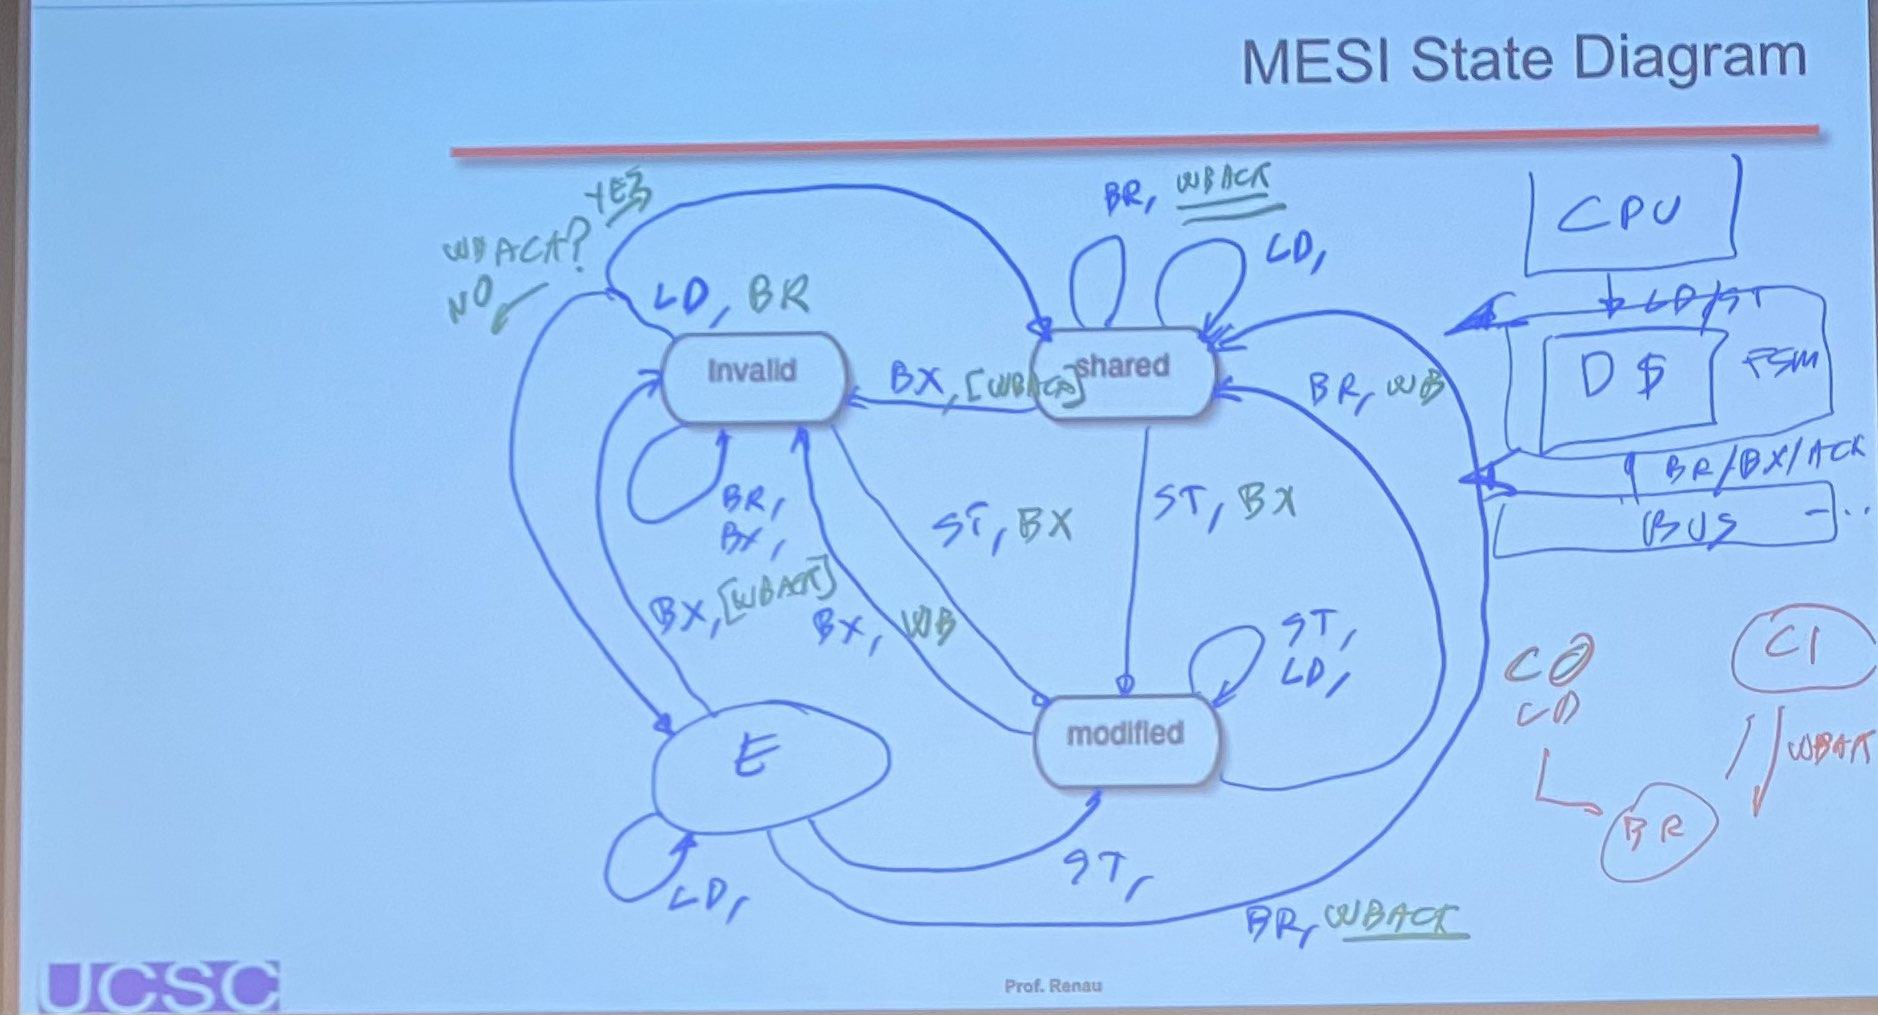 MESI State Diagram
YES
WBACK?
NO
LD, BR
BR, WBACK
LD,
CPU
LD/ST
D $
FSM
BR/BX/ACK
BUS
Invalid
shared
BX, [WBACK]
BR, WB
BR,
BX,
ST, BX
ST, BX
BX, [WBACK]
BX, WB
ST,
LD,
modified
E
LD,
ST,
BR, WBACK
C0
LD
C1
WBACK
BR
UCSC
Prof. Renau